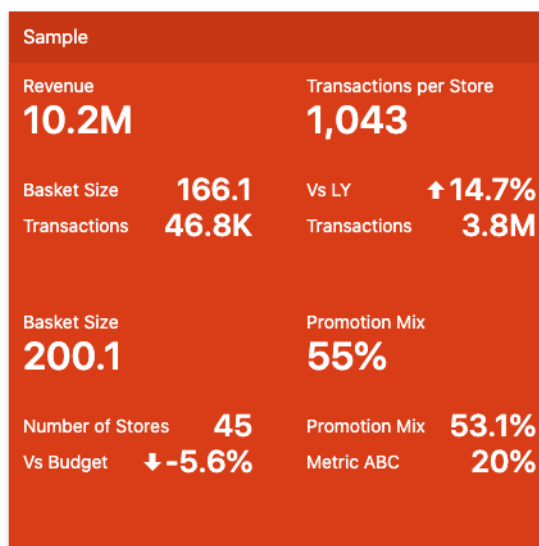 Sample
Revenue
10.2M
Basket Size 166.1
Transactions 46.8K
Transactions per Store
1,043
Vs LY 14.7%
Transactions 3.8M
Basket Size
200.1
Number of Stores 45
Vs Budget -5.6%
Promotion Mix
55%
Promotion Mix 53.1%
Metric ABC 20%